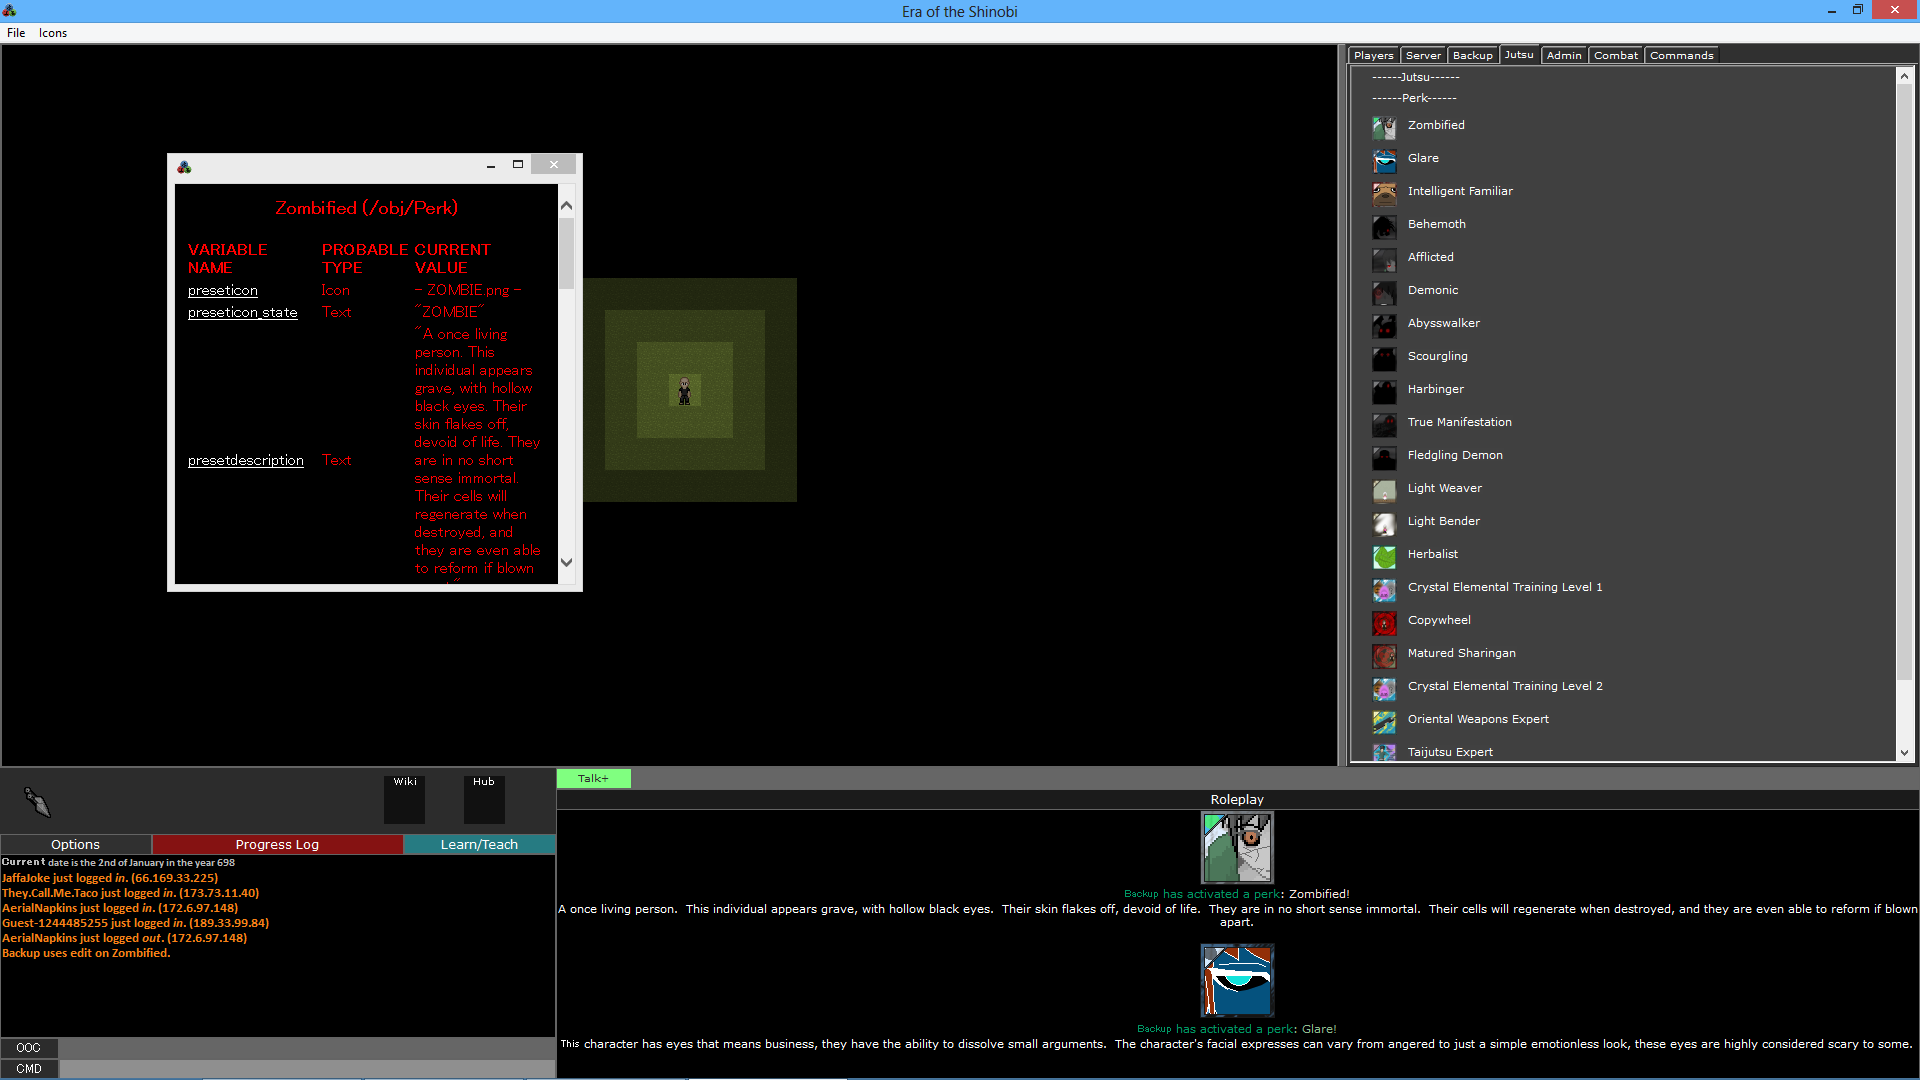 Era of the Shinobi
File Icons
Players Server Backup Jutsu Admin Combat Commands
------Jutsu------
------Perk------
Zombified
Glare
Intelligent Familiar
Behemoth
Afflicted
Demonic
Abysswalker
Scourgling
Harbinger
True Manifestation
Fledgling Demon
Light Weaver
Light Bender
Herbalist
Crystal Elemental Training Level 1
Copywheel
Matured Sharingan
Crystal Elemental Training Level 2
Oriental Weapons Expert
Taijutsu Expert
Zombified (/obj/Perk)
VARIABLE NAME PROBABLE TYPE CURRENT VALUE
preseticon Icon - ZOMBIE.png -
preseticon_state Text "ZOMBIE"
presetdescription Text
"A once living
person. This
individual appears
grave, with hollow
black eyes. Their
skin flakes off,
devoid of life. They
are in no short
sense immortal.
Their cells will
regenerate when
destroyed, and
they are even able
to reform if blown
Wiki Hub
Options Progress Log Learn/Teach
Current date is the 2nd of January in the year 698
JaffaJoke just logged in. (66.169.33.225)
They.Call.Me.Taco just logged in. (173.73.11.40)
AerialNapkins just logged in. (172.6.97.148)
Guest-1244485255 just logged in. (189.33.99.84)
AerialNapkins just logged out. (172.6.97.148)
Backup uses edit on Zombified.
OOC
CMD
Talk+
Roleplay
Backup has activated a perk: Zombified!
A once living person. This individual appears grave, with hollow black eyes. Their skin flakes off, devoid of life. They are in no short sense immortal. Their cells will regenerate when destroyed, and they are even able to reform if blown
apart.
Backup has activated a perk: Glare!
This character has eyes that means business, they have the ability to dissolve small arguments. The character's facial expresses can vary from angered to just a simple emotionless look, these eyes are highly considered scary to some.